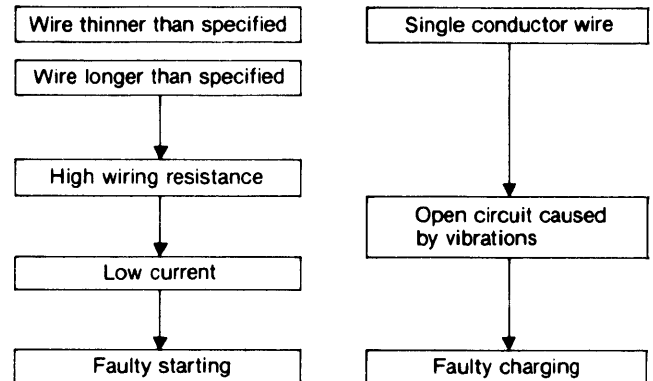 Wire thinner than specified
Wire longer than specified
High wiring resistance
Low current
Faulty starting
Single conductor wire
Open circuit caused
by vibrations
Faulty charging